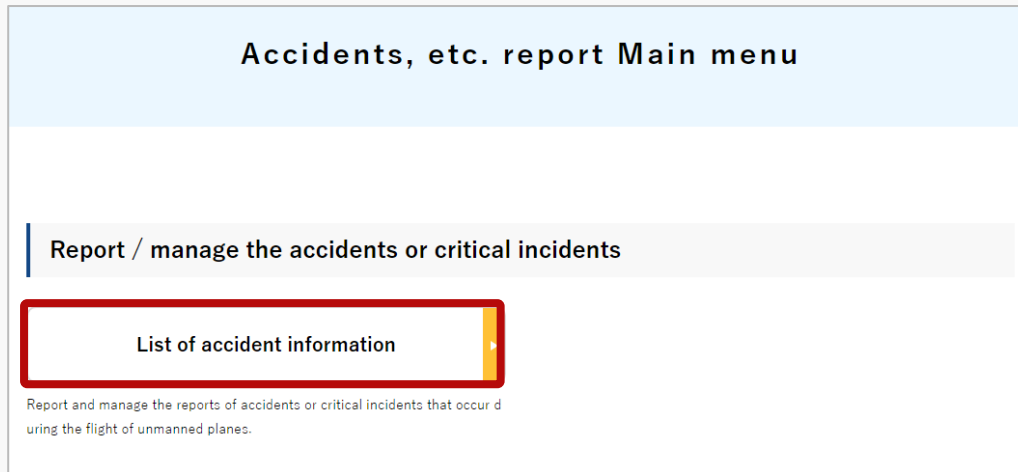 Accidents, etc. report Main menu
Report / manage the accidents or critical incidents
List of accident information
Report and manage the reports of accidents or critical incidents that occur d
uring the flight of unmanned planes.